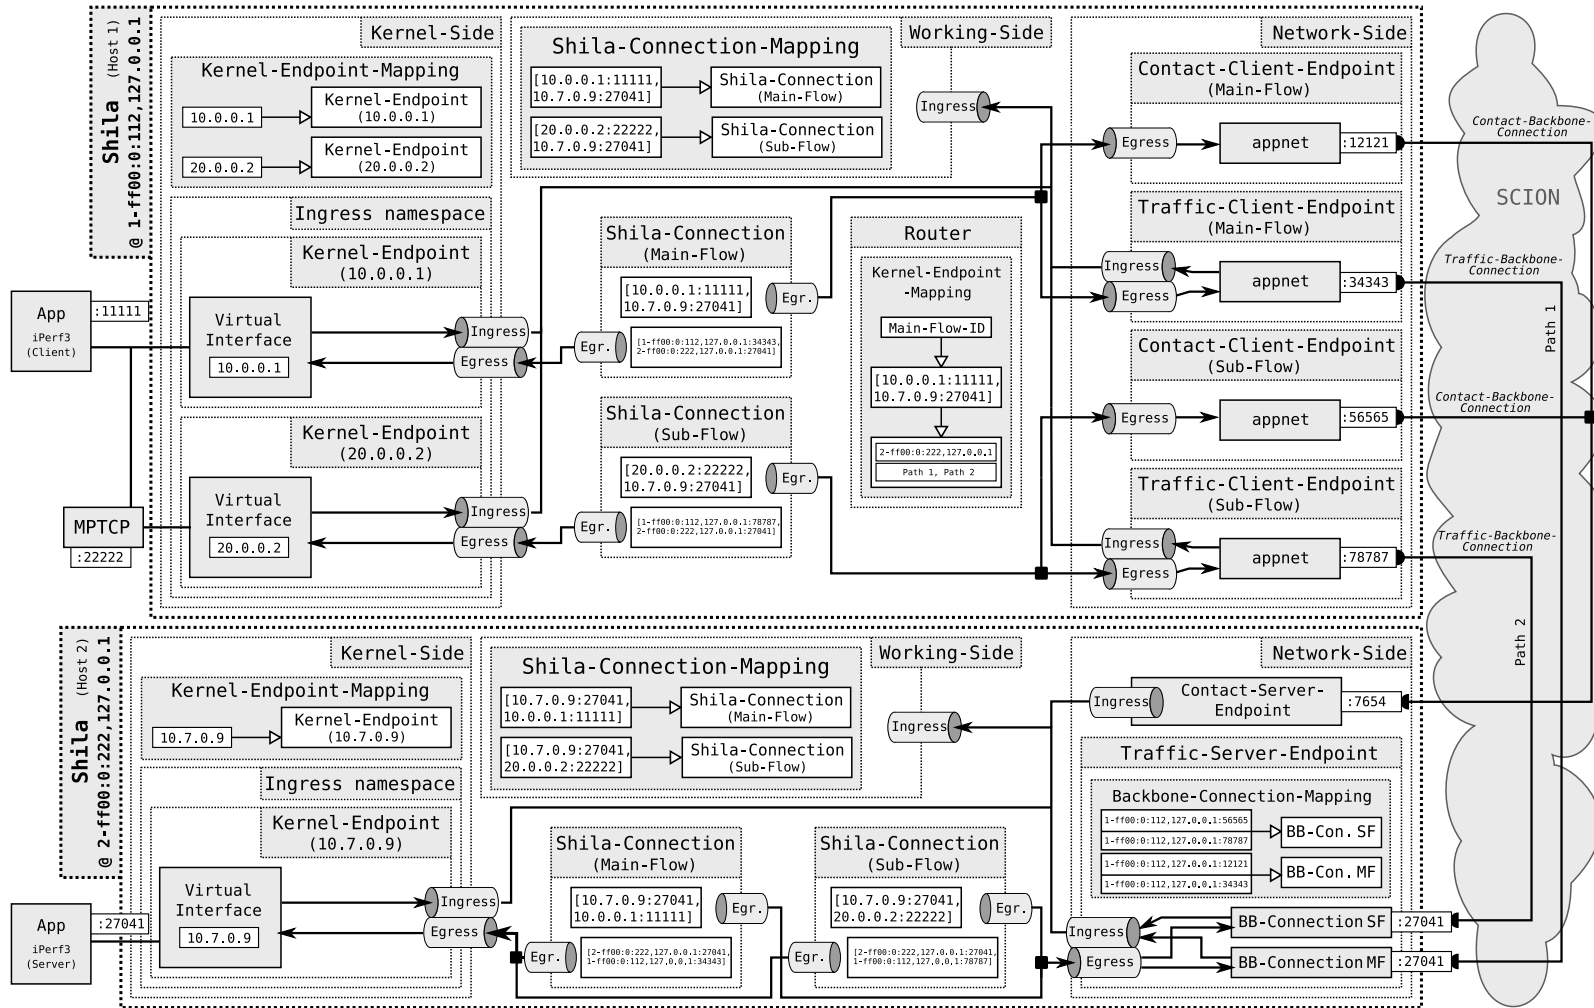 Shila (Host 1)
@ 1-ff00:0:112,127.0.0.1
Kernel-Side
Kernel-Endpoint-Mapping
10.0.0.1
Kernel-Endpoint
(10.0.0.1)
20.0.0.2
Kernel-Endpoint
(20.0.0.2)
Ingress namespace
Kernel-Endpoint
(10.0.0.1)
Virtual
Interface
10.0.0.1
Ingress
Egress
Kernel-Endpoint
(20.0.0.2)
Virtual
Interface
20.0.0.2
Ingress
Egress
App
iPerf3
(Client)
:11111
MPTCP
:22222
Working-Side
Shila-Connection-Mapping
[10.0.0.1:11111,
10.7.0.9:27041]
Shila-Connection
(Main-Flow)
[20.0.0.2:22222,
10.7.0.9:27041]
Shila-Connection
(Sub-Flow)
Ingress
Shila-Connection
(Main-Flow)
[10.0.0.1:11111,
10.7.0.9:27041]
Egr.
Egr.
[1-ff00:0:112,127.0.0.1:34343,
2-ff00:0:222,127.0.0.1:27041]
Shila-Connection
(Sub-Flow)
[20.0.0.2:22222,
10.7.0.9:27041]
Egr.
Egr.
[1-ff00:0:112,127.0.0.1:78787,
2-ff00:0:222,127.0.0.1:27041]
Router
Kernel-Endpoint
-Mapping
Main-Flow-ID
[10.0.0.1:11111,
10.7.0.9:27041]
2-ff00:0:222,127.0.0.1
Path 1, Path 2
Network-Side
Contact-Client-Endpoint
(Main-Flow)
Egress
appnet
:12121
Traffic-Client-Endpoint
(Main-Flow)
Ingress
Egress
appnet
:34343
Contact-Client-Endpoint
(Sub-Flow)
Egress
appnet
:56565
Traffic-Client-Endpoint
(Sub-Flow)
Ingress
Egress
appnet
:78787
Contact-Backbone-
Connection
SCION
Traffic-Backbone-
Connection
Path 1
Contact-Backbone-
Connection
Traffic-Backbone-
Connection
Path 2
Shila (Host 2)
@ 2-ff00:0:222,127.0.0.1
Kernel-Side
Kernel-Endpoint-Mapping
10.7.0.9
Kernel-Endpoint
(10.7.0.9)
Ingress namespace
Kernel-Endpoint
(10.7.0.9)
Virtual
Interface
10.7.0.9
Ingress
Egress
App
iPerf3
(Server)
:27041
Working-Side
Shila-Connection-Mapping
[10.7.0.9:27041,
10.0.0.1:11111]
Shila-Connection
(Main-Flow)
[10.7.0.9:27041,
20.0.0.2:22222]
Shila-Connection
(Sub-Flow)
Ingress
Shila-Connection
(Main-Flow)
[10.7.0.9:27041,
10.0.0.1:11111]
Egr.
Egr.
[2-ff00:0:222,127.0.0.1:27041,
1-ff00:0:112,127.0.0.1:34343]
Shila-Connection
(Sub-Flow)
[10.7.0.9:27041,
20.0.0.2:22222]
Egr.
Egr.
[2-ff00:0:222,127.0.0.1:27041,
1-ff00:0:112,127.0.0.1:78787]
Network-Side
Ingress
Contact-Server-
Endpoint
:7654
Traffic-Server-Endpoint
Backbone-Connection-Mapping
1-ff00:0:112,127.0.0.1:56565
1-ff00:0:112,127.0.0.1:78787
BB-Con. SF
1-ff00:0:112,127.0.0.1:12121
1-ff00:0:112,127.0.0.1:34343
BB-Con. MF
Ingress
Egress
BB-Connection SF
:27041
BB-Connection MF
:27041